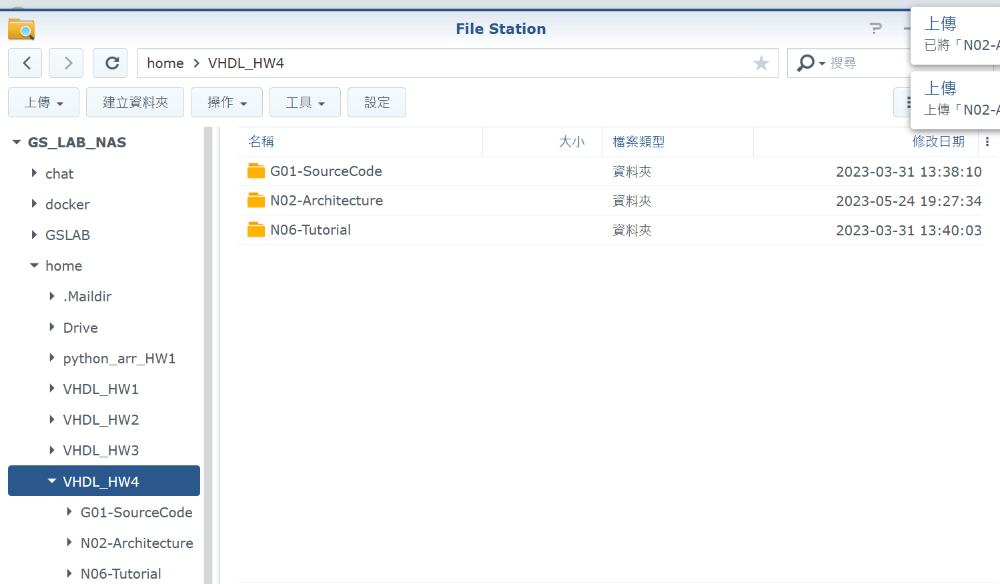 File Station
上傳
已將「N02-A
home > VHDL_HW4
搜尋
上傳
上傳「N02-A
上傳 建立資料夾 操作 工具 設定
GS_LAB_NAS
chat
docker
GSLAB
home
.Maildir
Drive
python_arr_HW1
VHDL_HW1
VHDL_HW2
VHDL_HW3
VHDL_HW4
G01-SourceCode
N02-Architecture
N06-Tutorial
名稱 大小 檔案類型 修改日期
G01-SourceCode 資料夾 2023-03-31 13:38:10
N02-Architecture 資料夾 2023-05-24 19:27:34
N06-Tutorial 資料夾 2023-03-31 13:40:03